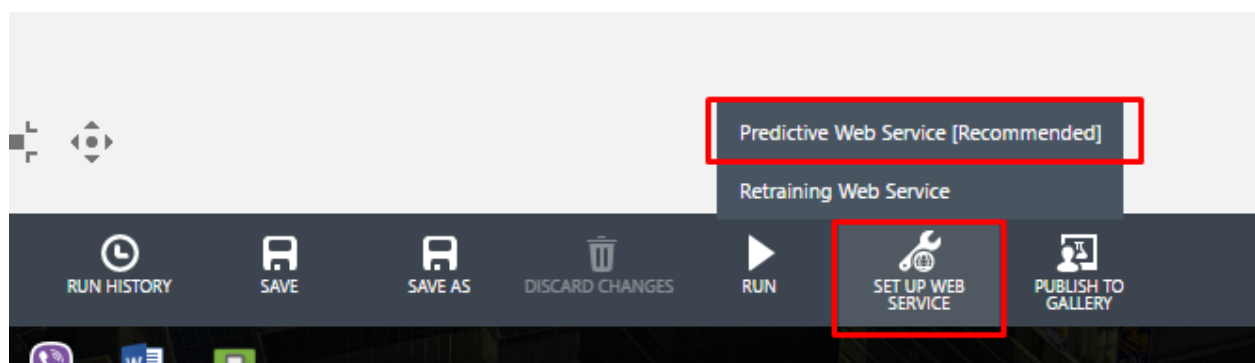 Predictive Web Service [Recommended]
Retraining Web Service
RUN HISTORY
SAVE
SAVE AS
DISCARD CHANGES
RUN
SET UP WEB
SERVICE
PUBLISH TO
GALLERY